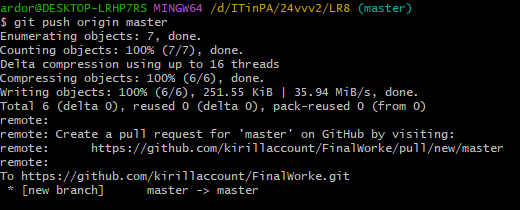 ardor@DESKTOP-LRHP7RS MINGW64 /d/ITinPA/24vvv2/LR8 (master)
$ git push origin master
Enumerating objects: 7, done.
Counting objects: 100% (7/7), done.
Delta compression using up to 16 threads
Compressing objects: 100% (6/6), done.
Writing objects: 100% (6/6), 251.55 KiB | 35.94 MiB/s, done.
Total 6 (delta 0), reused 0 (delta 0), pack-reused 0 (from 0)
remote:
remote: Create a pull request for 'master' on GitHub by visiting:
remote:      https://github.com/kirillaccount/FinalWorke/pull/new/master
remote:
To https://github.com/kirillaccount/FinalWorke.git
 * [new branch]      master -> master